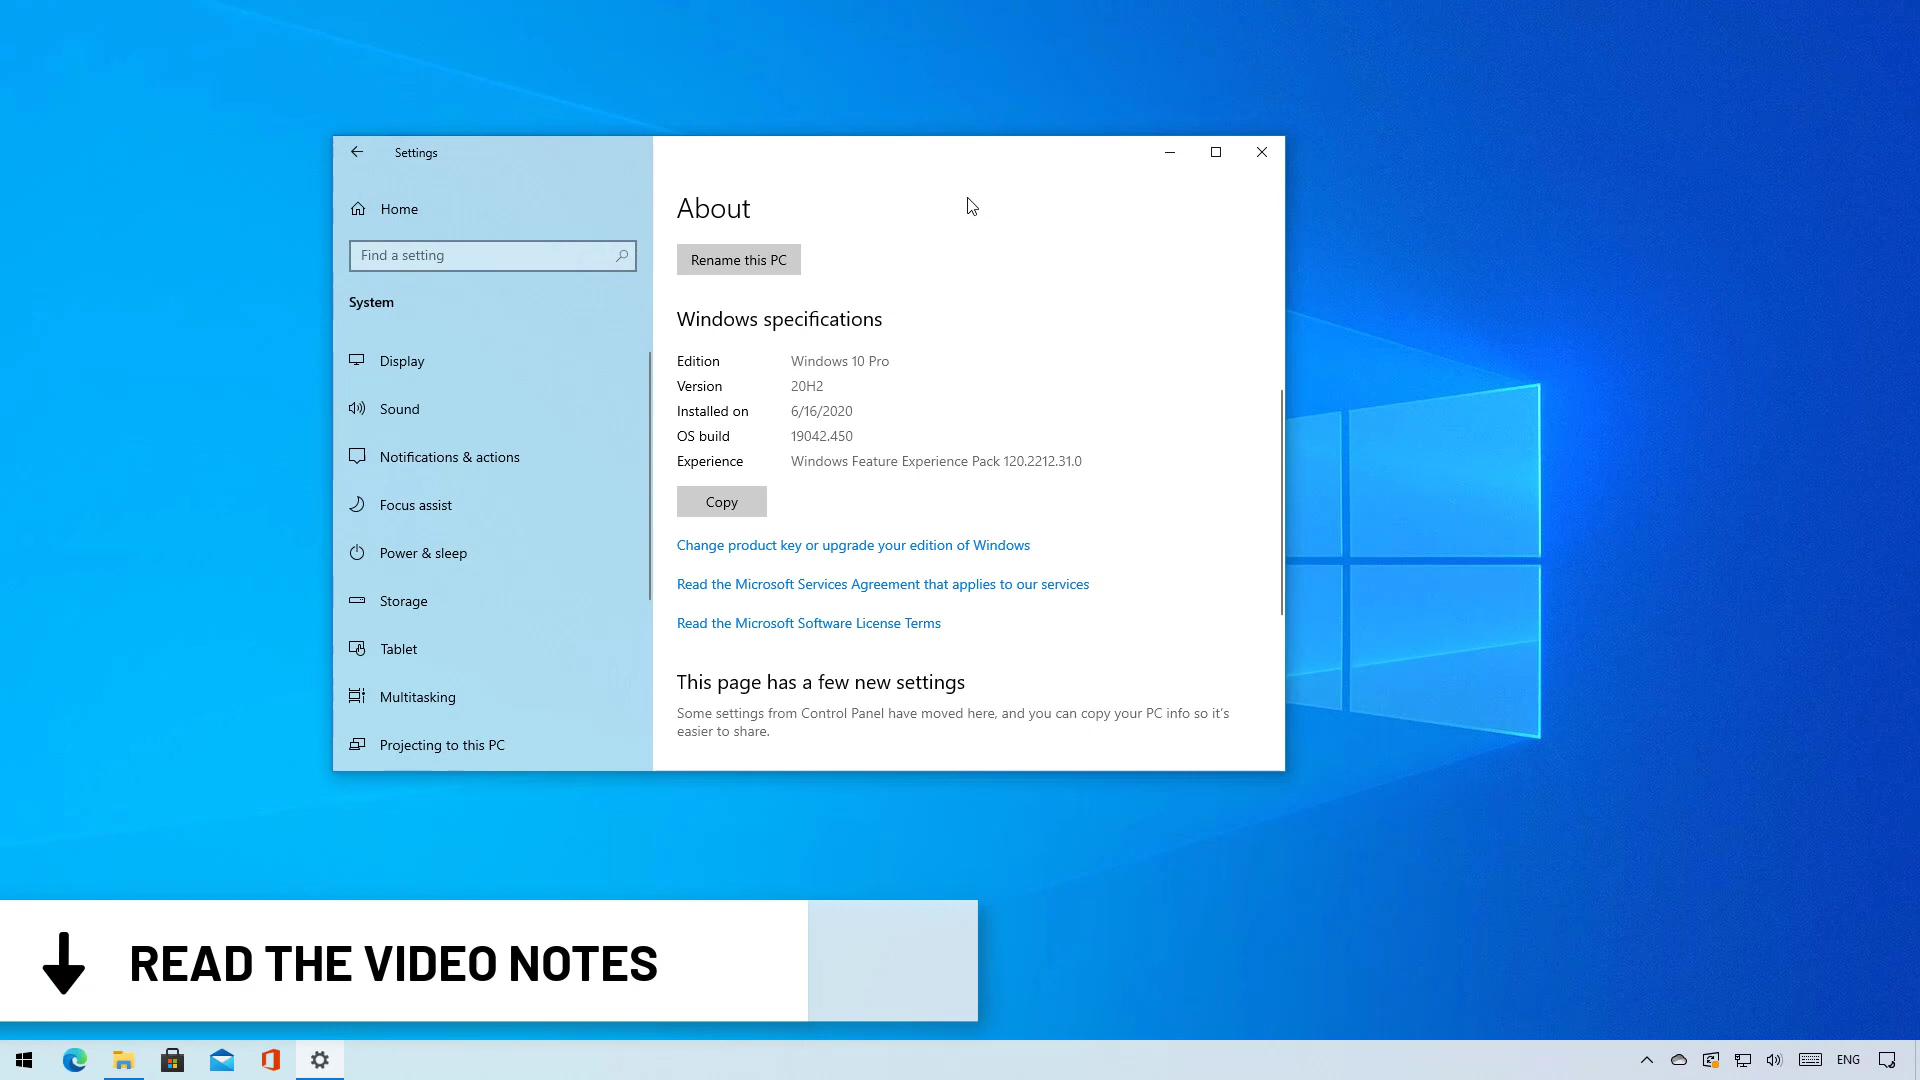 Settings
Home
Find a setting
System
Display
Sound
Notifications & actions
Focus assist
Power & sleep
Storage
Tablet
Multitasking
Projecting to this PC
About
Rename this PC
Windows specifications
Edition Windows 10 Pro
Version 20H2
Installed on 6/16/2020
OS build 19042.450
Experience Windows Feature Experience Pack 120.2212.31.0
Copy
Change product key or upgrade your edition of Windows
Read the Microsoft Services Agreement that applies to our services
Read the Microsoft Software License Terms
This page has a few new settings
Some settings from Control Panel have moved here, and you can copy your PC info so it's
easier to share.
READ THE VIDEO NOTES
ENG